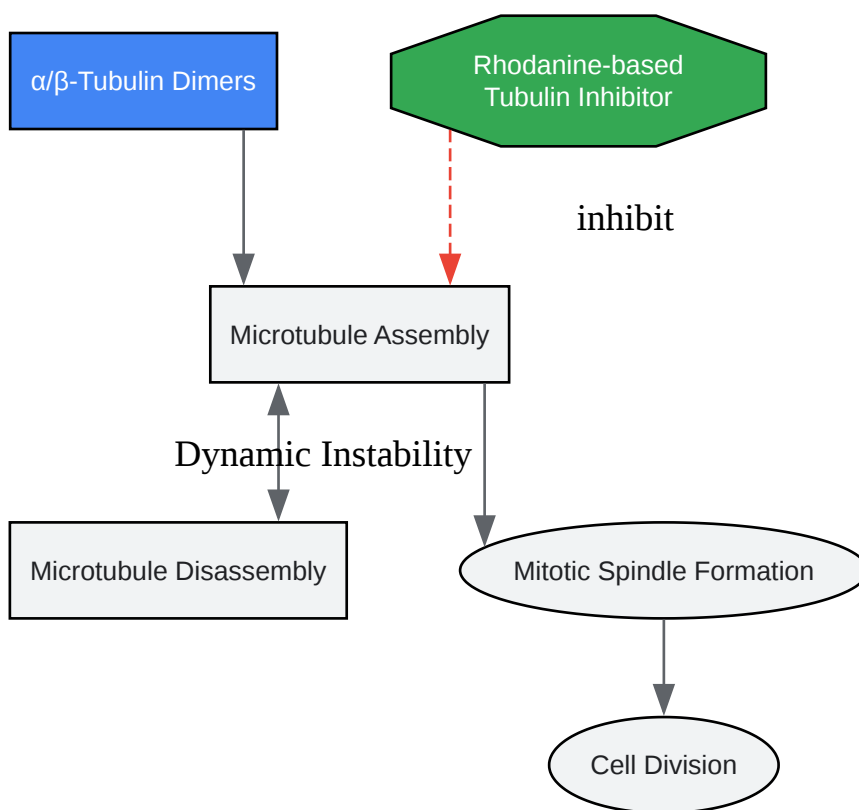 α/β-Tubulin Dimers
Rhodanine-based
Tubulin Inhibitor
inhibit
Microtubule Assembly
Dynamic Instability
Microtubule Disassembly
Mitotic Spindle Formation
Cell Division